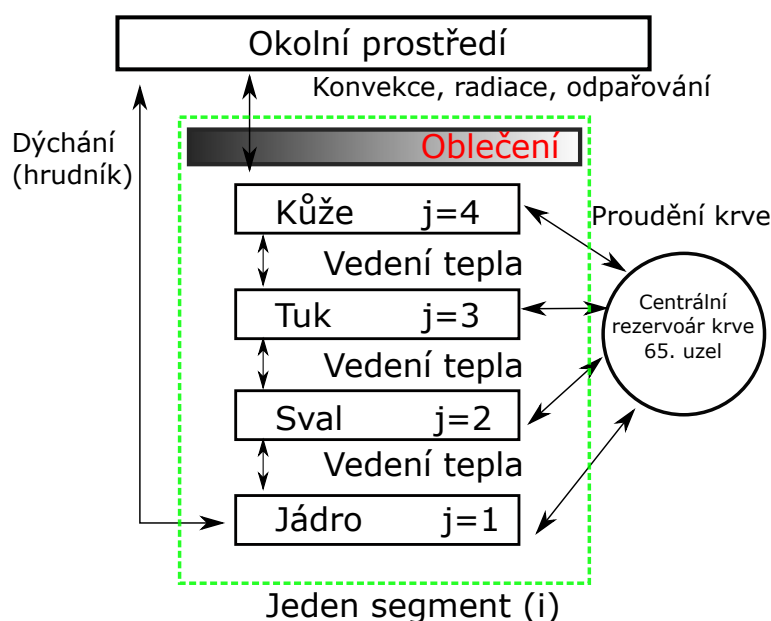 Okolní prostředí
Konvekce, radiace, odpařování
Dýchání
(hrudník)
Oblečení
Kůže j=4
Proudění krve
Vedení tepla
Tuk j=3
Centrální
rezervoár krve
65. uzel
Vedení tepla
Sval j=2
Vedení tepla
Jádro j=1
Jeden segment (i)